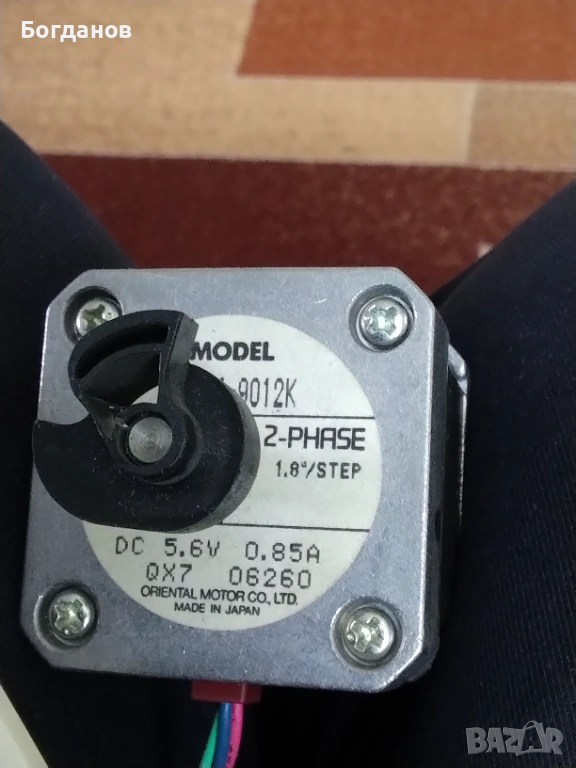 Богданов
MODEL
9012K
2-PHASE
1.8°/STEP
DC 5.6V 0.85A
QX7 06260
ORIENTAL MOTOR CO., LTD.
MADE IN JAPAN
BAZAR